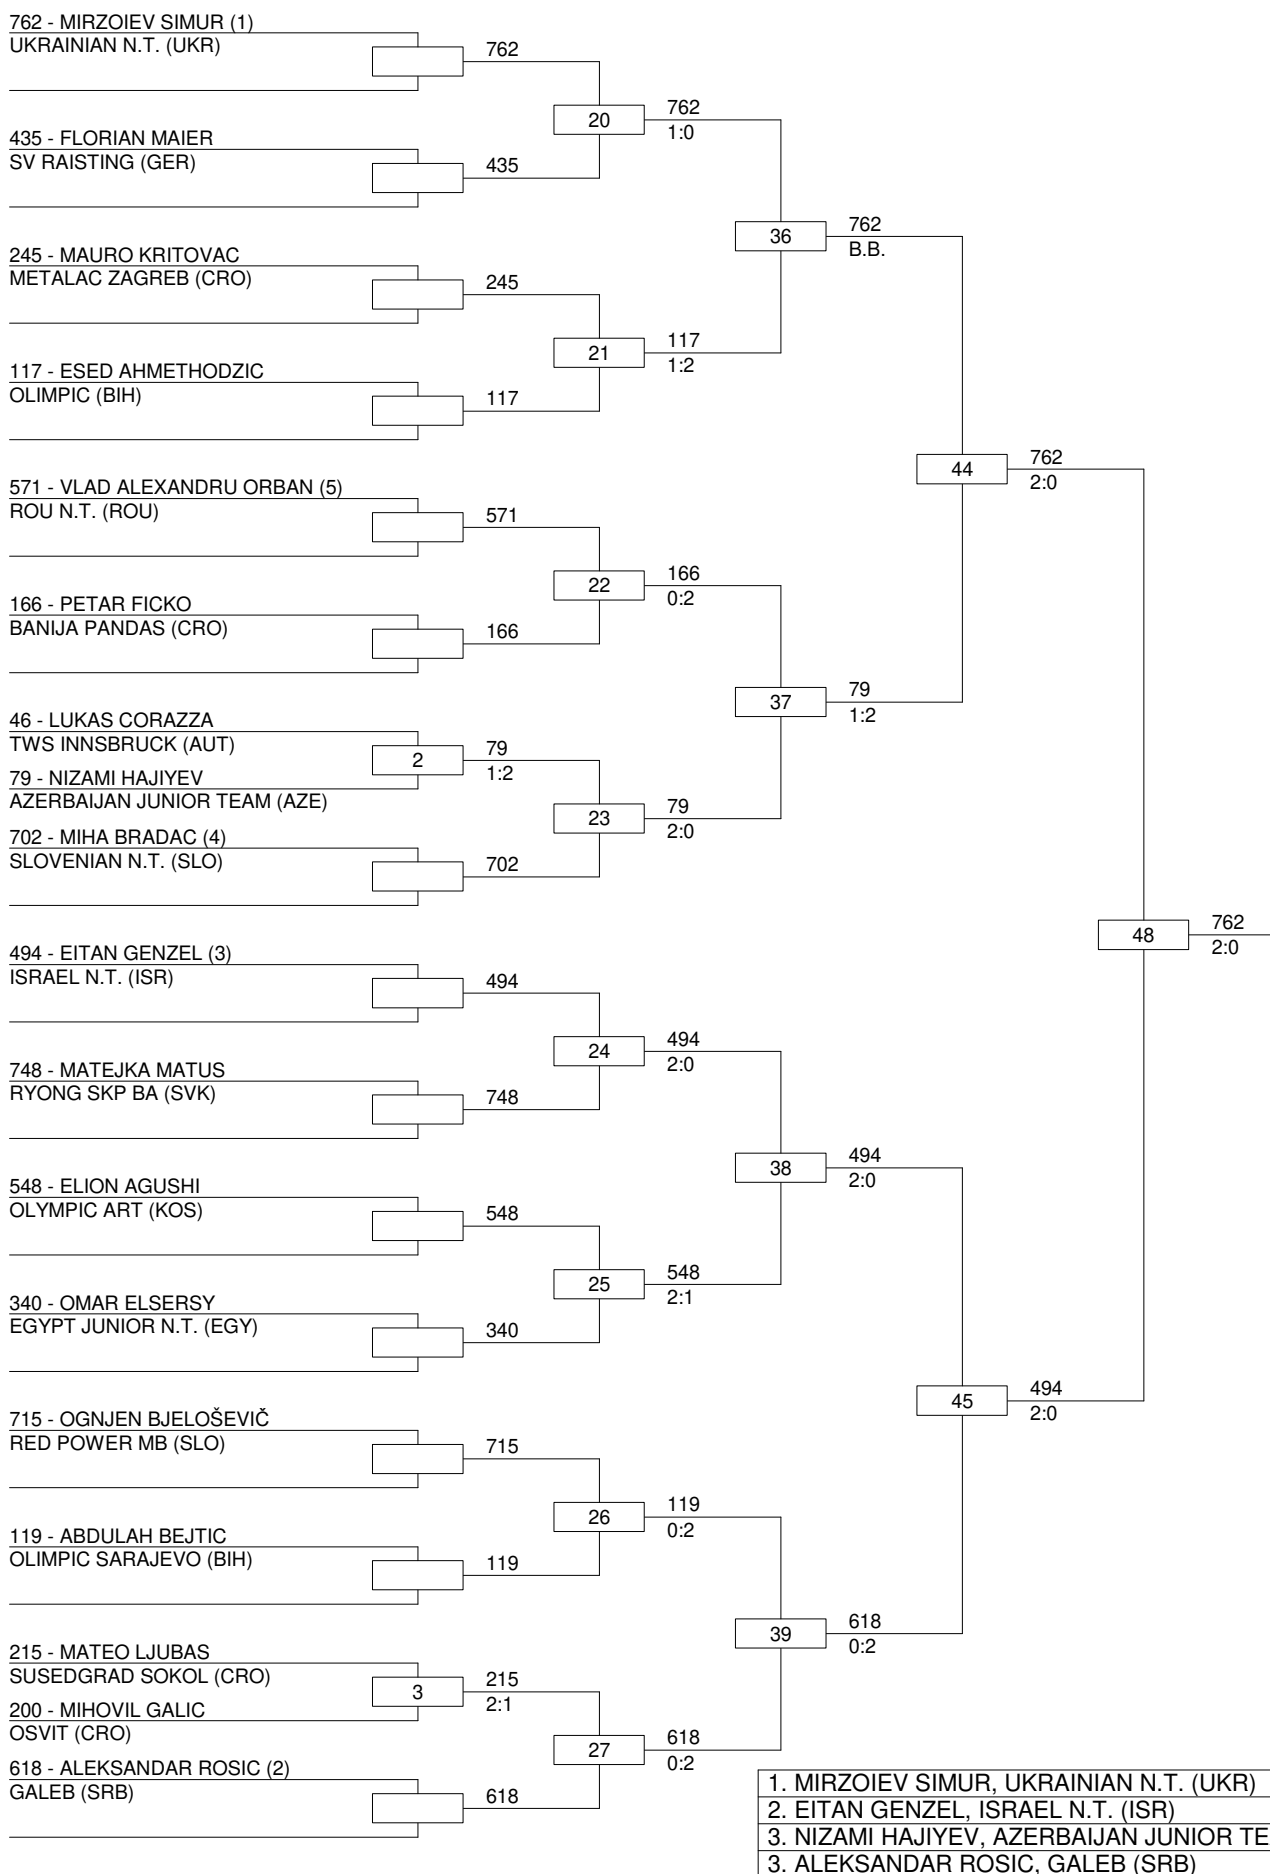 762 - MIRZOIEV SIMUR (1)
UKRAINIAN N.T. (UKR)
762
20
762
1:0
435 - FLORIAN MAIER
SV RAISTING (GER)
435
36
762
B.B.
245 - MAURO KRITOVAC
METALAC ZAGREB (CRO)
245
21
117
1:2
117 - ESED AHMETHODZIC
OLIMPIC (BIH)
117
44
762
2:0
571 - VLAD ALEXANDRU ORBAN (5)
ROU N.T. (ROU)
571
22
166
0:2
166 - PETAR FICKO
BANIJA PANDAS (CRO)
166
37
79
1:2
46 - LUKAS CORAZZA
TWS INNSBRUCK (AUT)
2
79
1:2
79 - NIZAMI HAJIYEV
AZERBAIJAN JUNIOR TEAM (AZE)
23
79
2:0
702 - MIHA BRADAC (4)
SLOVENIAN N.T. (SLO)
702
48
762
2:0
494 - EITAN GENZEL (3)
ISRAEL N.T. (ISR)
494
24
494
2:0
748 - MATEJKA MATUS
RYONG SKP BA (SVK)
748
38
494
2:0
548 - ELION AGUSHI
OLYMPIC ART (KOS)
548
25
548
2:1
340 - OMAR ELSERSY
EGYPT JUNIOR N.T. (EGY)
340
45
494
2:0
715 - OGNJEN BJELOŠEVIČ
RED POWER MB (SLO)
715
26
119
0:2
119 - ABDULAH BEJTIC
OLIMPIC SARAJEVO (BIH)
119
39
618
0:2
215 - MATEO LJUBAS
SUSEDGRAD SOKOL (CRO)
3
215
2:1
200 - MIHOVIL GALIC
OSVIT (CRO)
27
618
0:2
618 - ALEKSANDAR ROSIC (2)
GALEB (SRB)
618
1. MIRZOIEV SIMUR, UKRAINIAN N.T. (UKR)
2. EITAN GENZEL, ISRAEL N.T. (ISR)
3. NIZAMI HAJIYEV, AZERBAIJAN JUNIOR TE
3. ALEKSANDAR ROSIC, GALEB (SRB)